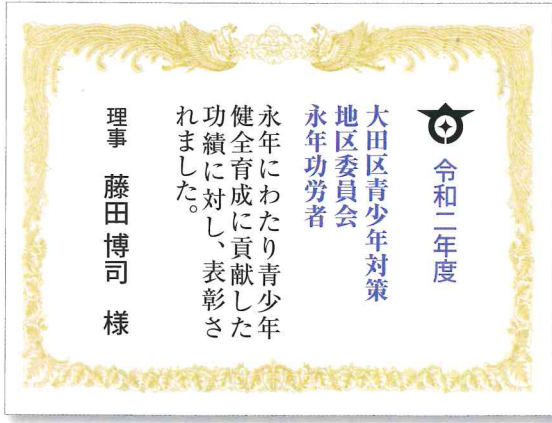 令和二年度
大田区青少年対策
地区委員会
永年功労者
永年にわたり青少年
健全育成に貢献した
功績に対し、表彰さ
れました。
理事 藤田博司 様